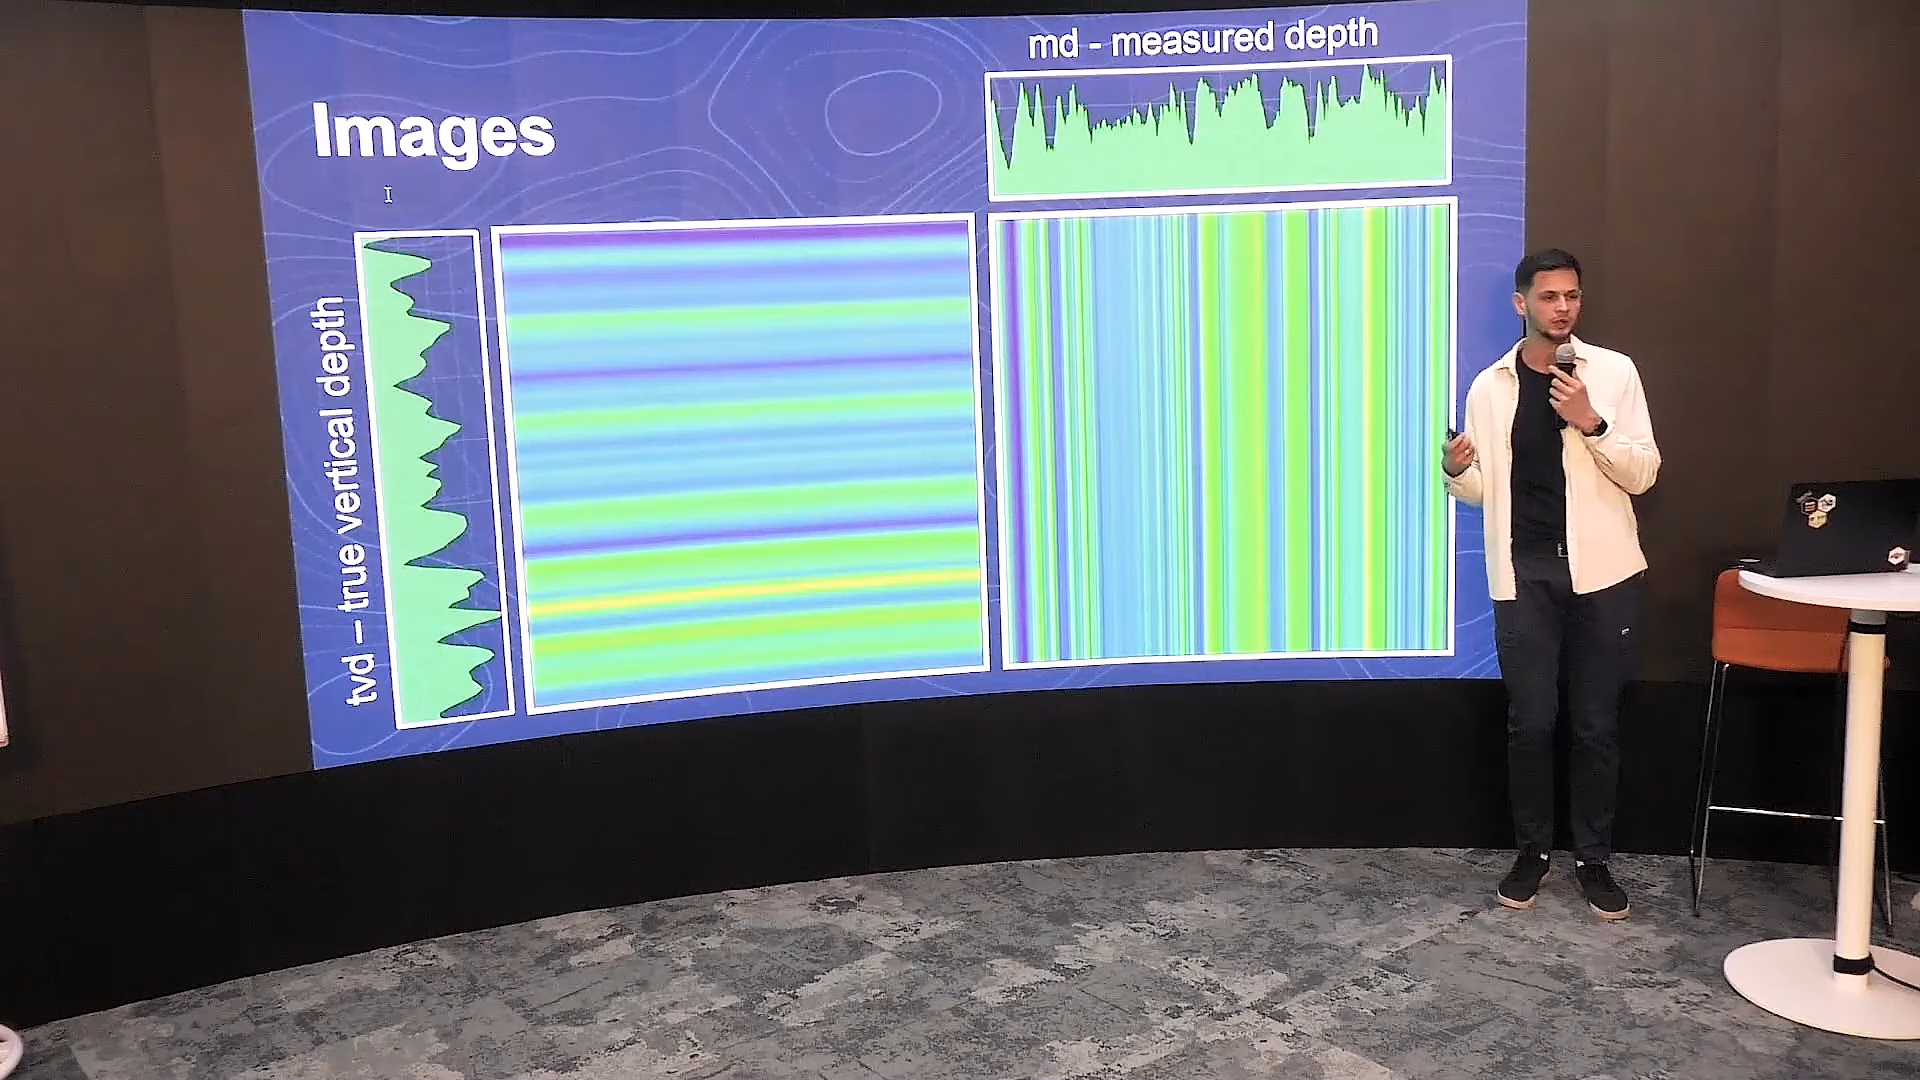 md - measured depth
Images
tvd – true vertical depth